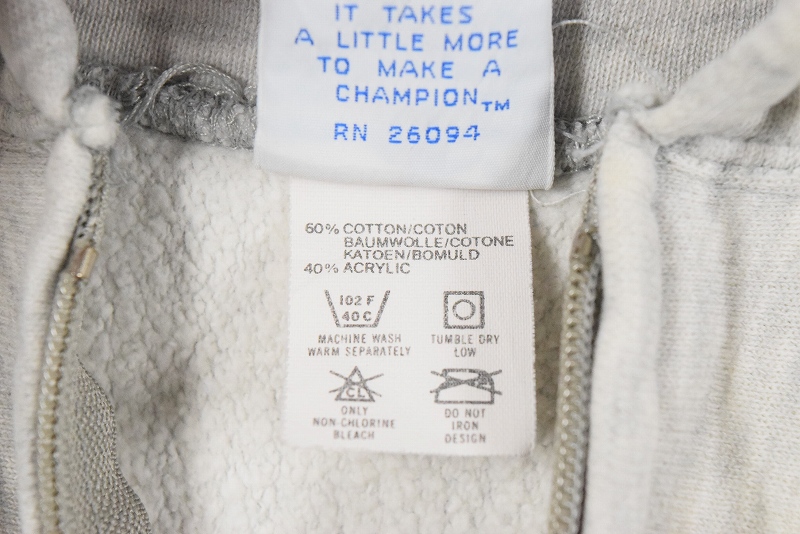 IT TAKES
A LITTLE MORE
TO MAKE A
CHAMPION™
RN 26094
60% COTTON/COTON
BAUMWOLLE/COTONE
KATOEN/BOMULD
40% ACRYLIC
102 F
40 C
MACHINE WASH
WARM SEPARATELY
TUMBLE DRY
LOW
CL
ONLY
NON-CHLORINE
BLEACH
DO NOT
IRON
DESIGN